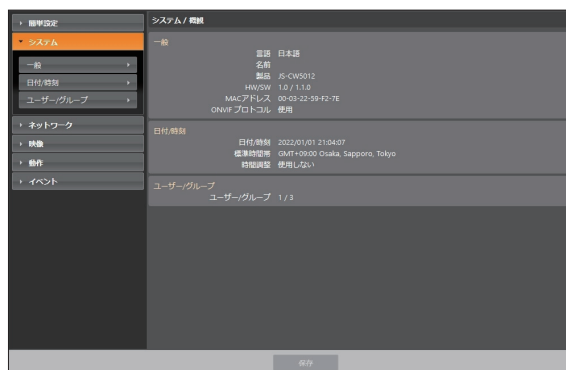 簡単設定
システム
一般
日付/時刻
ユーザー/グループ
ネットワーク
映像
動作
イベント
システム / 概観
一般
言語 日本語
名前
製品 JS-CW5012
HW/SW 1.0 / 1.1.0
MACアドレス 00-03-22-59-F2-7E
ONVIF プロトコル 使用
日付/時刻
日付/時刻 2022/01/01 21:04:07
標準時間帯 GMT+09:00 Osaka, Sapporo, Tokyo
時間調整 使用しない
ユーザー/グループ
ユーザー/グループ 1 / 3
保存